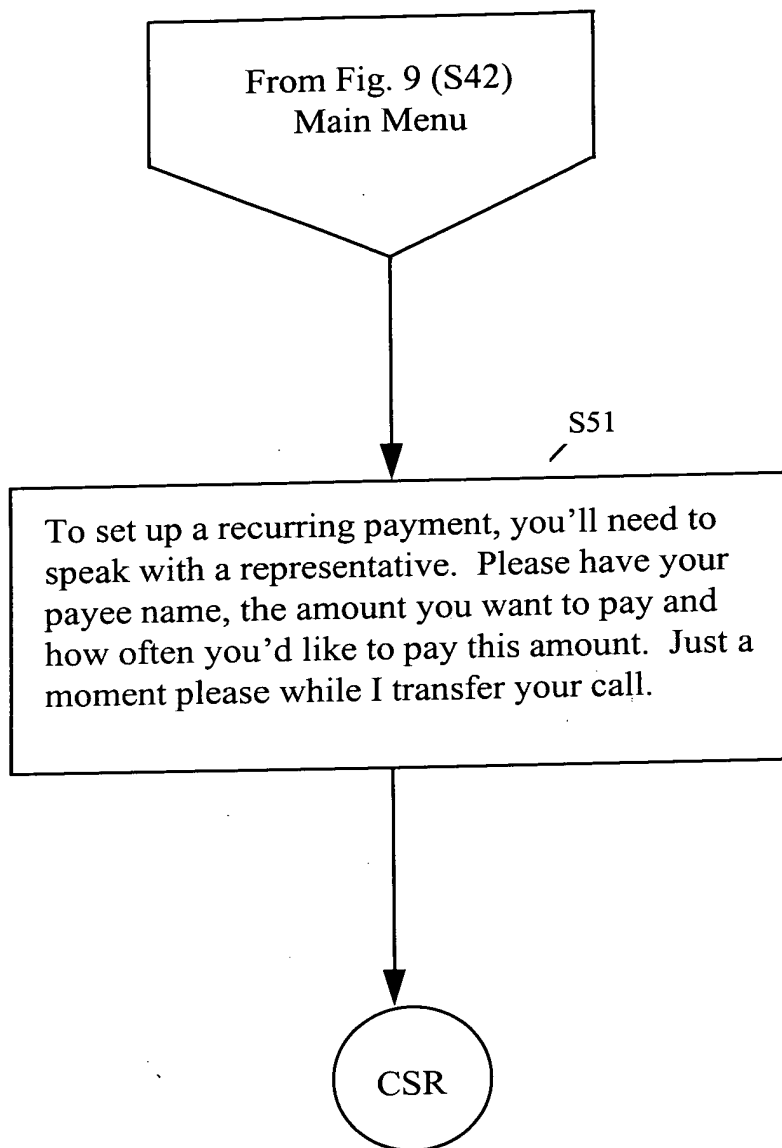 From Fig. 9 (S42)
Main Menu
S51
To set up a recurring payment, you'll need to
speak with a representative.  Please have your
payee name, the amount you want to pay and
how often you'd like to pay this amount.  Just a
moment please while I transfer your call.
CSR